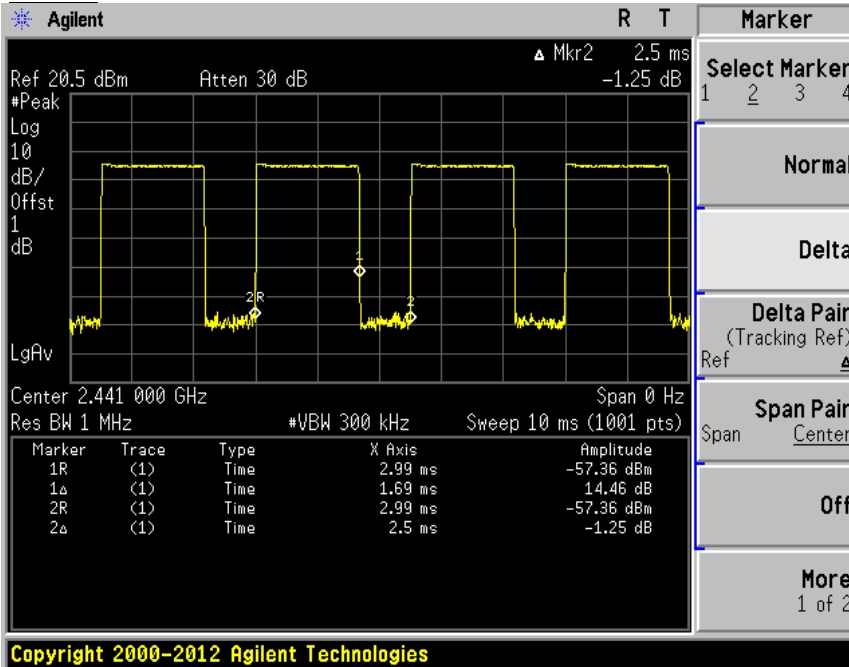 Agilent R T
Δ Mkr2 2.5 ms
Ref 20.5 dBm Atten 30 dB -1.25 dB
#Peak
Log
10
dB/
Offst
1
dB
1
2R
2
LgAv
Center 2.441 000 GHz Span 0 Hz
Res BW 1 MHz #VBW 300 kHz Sweep 10 ms (1001 pts)
Marker Trace Type X Axis Amplitude
1R (1) Time 2.99 ms -57.36 dBm
1Δ (1) Time 1.69 ms 14.46 dB
2R (1) Time 2.99 ms -57.36 dBm
2Δ (1) Time 2.5 ms -1.25 dB
Copyright 2000-2012 Agilent Technologies
Marker
Select Marker
1 2 3 4
Normal
Delta
Delta Pair
(Tracking Ref)
Ref Δ
Span Pair
Span Center
Off
More
1 of 2